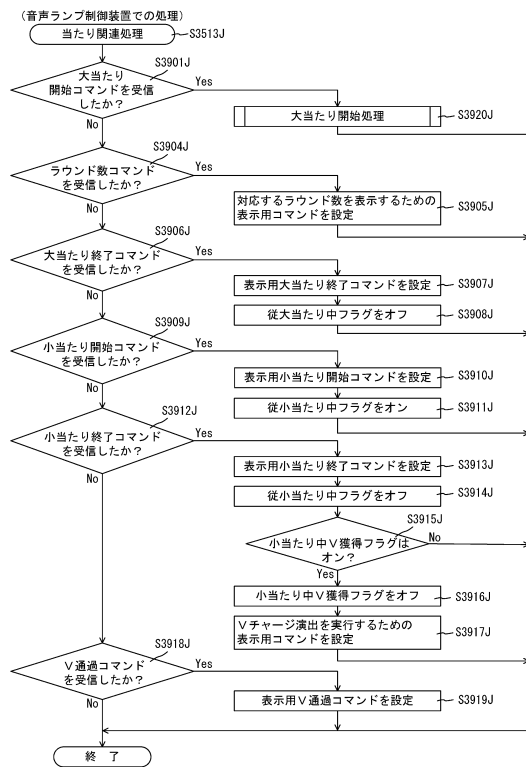 (音声ランプ制御装置での処理)
当たり関連処理
S3513J
S3901J
大当たり
開始コマンドを受信
したか？
Yes
No
大当たり開始処理
S3920J
S3904J
ラウンド数コマンド
を受信したか？
Yes
No
対応するラウンド数を表示するための
表示用コマンドを設定
S3905J
S3906J
大当たり終了コマンド
を受信したか？
Yes
No
表示用大当たり終了コマンドを設定
S3907J
従大当たり中フラグをオフ
S3908J
S3909J
小当たり開始コマンド
を受信したか？
Yes
No
表示用小当たり開始コマンドを設定
S3910J
従小当たり中フラグをオン
S3911J
S3912J
小当たり終了コマンド
を受信したか？
Yes
No
表示用小当たり終了コマンドを設定
S3913J
従小当たり中フラグをオフ
S3914J
S3915J
小当たり中Ｖ獲得フラグは
オン？
No
Yes
小当たり中Ｖ獲得フラグをオフ
S3916J
Ｖチャージ演出を実行するための
表示用コマンドを設定
S3917J
S3918J
Ｖ通過コマンド
を受信したか？
Yes
No
表示用Ｖ通過コマンドを設定
S3919J
終 了